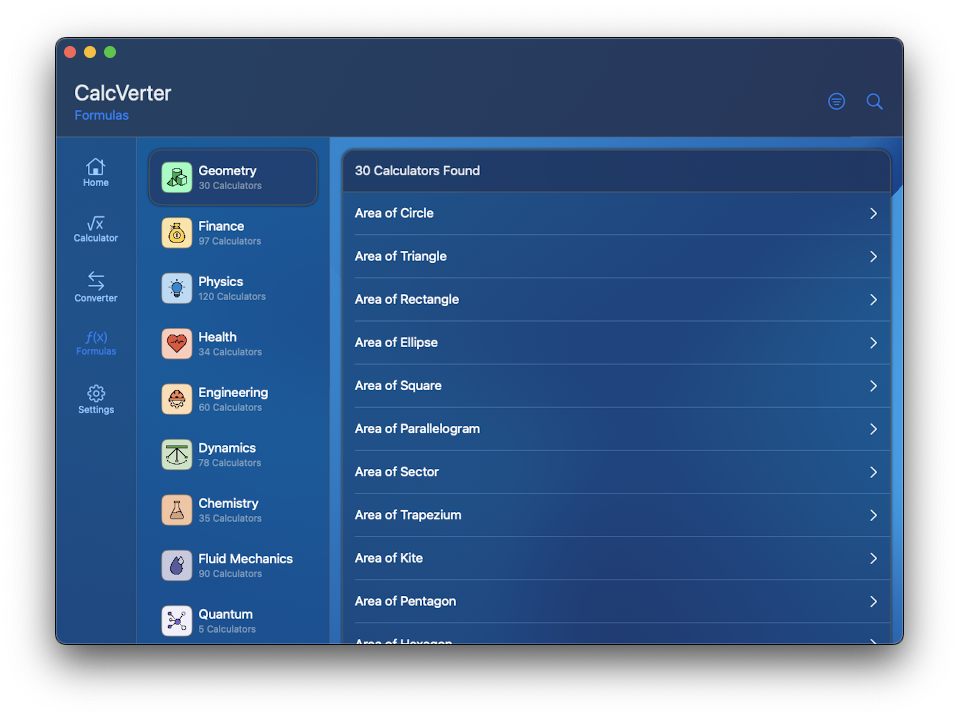 CalcVerter
Formulas
Home
√x
Calculator
Converter
f(x)
Formulas
Settings
Geometry
30 Calculators
Finance
97 Calculators
Physics
120 Calculators
Health
34 Calculators
Engineering
60 Calculators
Dynamics
78 Calculators
Chemistry
35 Calculators
Fluid Mechanics
90 Calculators
Quantum
5 Calculators
30 Calculators Found
Area of Circle
Area of Triangle
Area of Rectangle
Area of Ellipse
Area of Square
Area of Parallelogram
Area of Sector
Area of Trapezium
Area of Kite
Area of Pentagon
Area of Hexagon